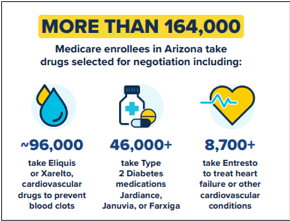 MORE THAN 164,000
Medicare enrollees in Arizona take
drugs selected for negotiation including:
~96,000
take Eliquis
or Xarelto,
cardiovascular
drugs to prevent
blood clots
46,000+
take Type
2 Diabetes
medications
Jardiance,
Januvia, or Farxiga
8,700+
take Entresto
to treat heart
failure or other
cardiovascular
conditions